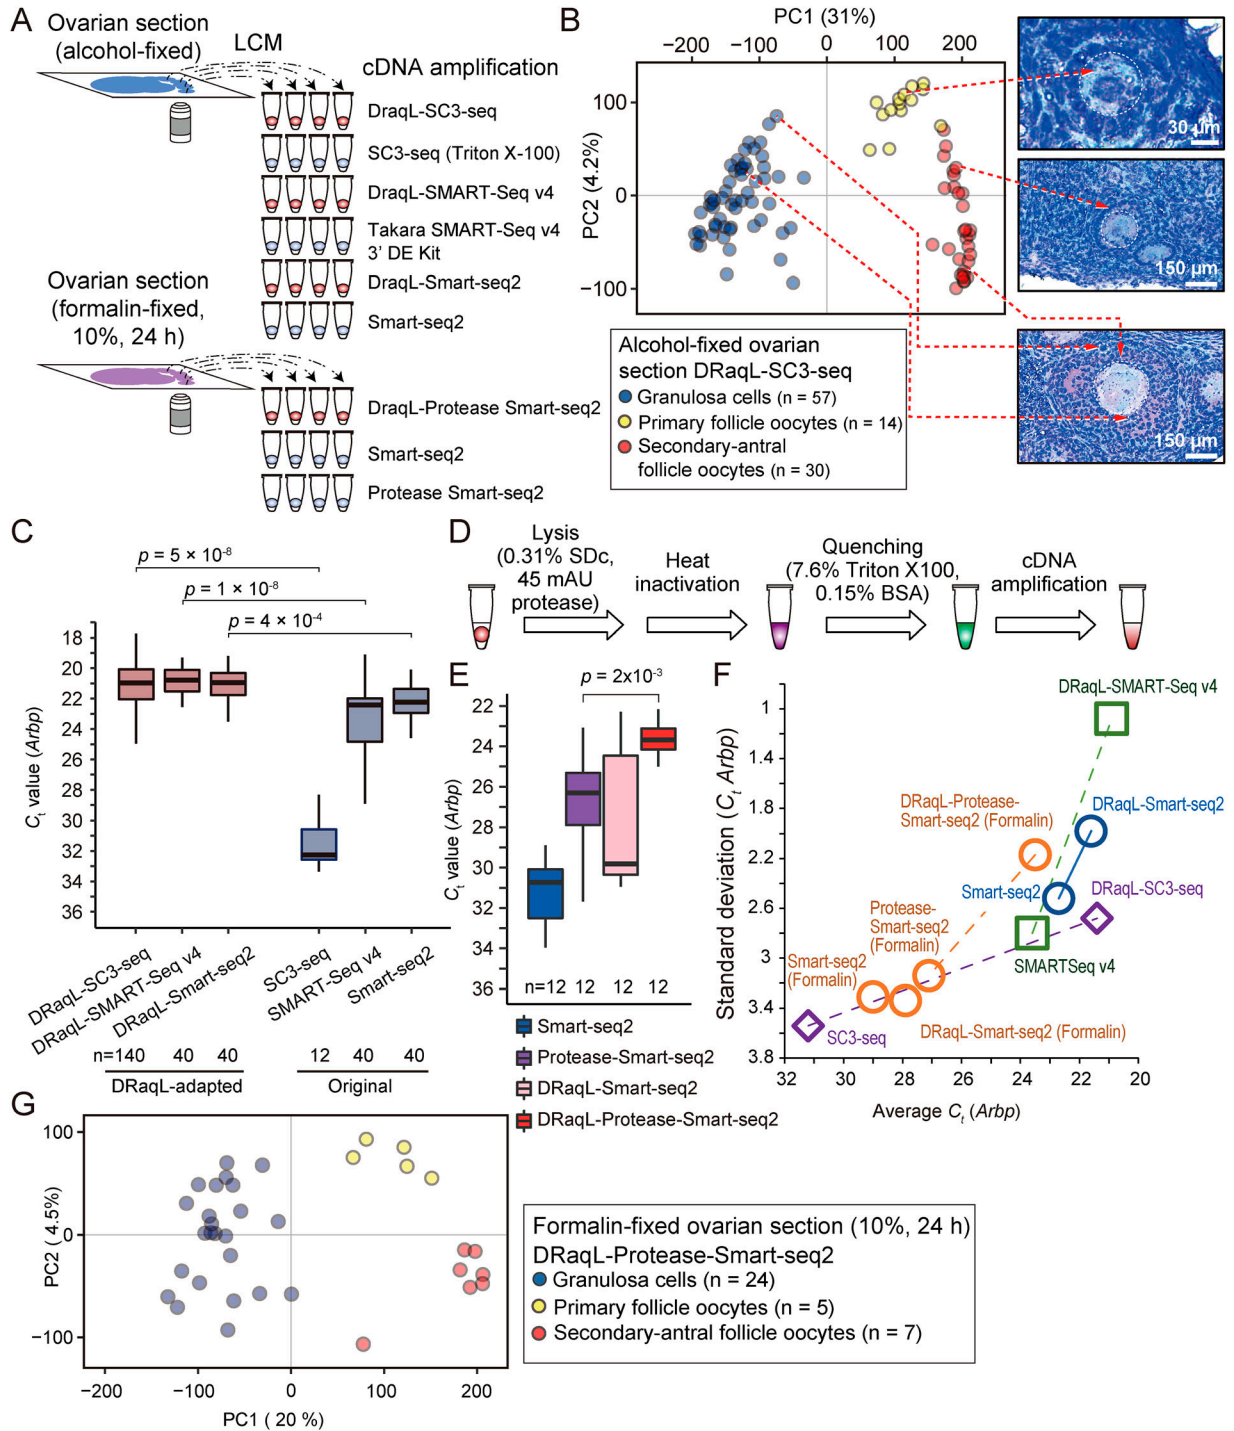 A
Ovarian section
(alcohol-fixed)
LCM
cDNA amplification
DraqL-SC3-seq
SC3-seq (Triton X-100)
DraqL-SMART-Seq v4
Takara SMART-Seq v4
3' DE Kit
DraqL-Smart-seq2
Smart-seq2
Ovarian section
(formalin-fixed,
10%, 24 h)
DraqL-Protease Smart-seq2
Smart-seq2
Protease Smart-seq2
B
PC1 (31%)
−200
−100
0
100
200
PC2 (4.2%)
100
0
−100
30 µm
150 µm
150 µm
Alcohol-fixed ovarian
section DRaqL-SC3-seq
Granulosa cells (n = 57)
Primary follicle oocytes (n = 14)
Secondary-antral
follicle oocytes (n = 30)
C
p = 5 × 10-8
p = 1 × 10-8
p = 4 × 10-4
Ct value (Arbp)
18
20
22
24
26
28
30
32
34
36
DRaqL-SC3-seq
DRaqL-SMART-Seq v4
DRaqL-Smart-seq2
SC3-seq
SMART-Seq v4
Smart-seq2
n=140 40 40 12 40 40
DRaqL-adapted
Original
D
Lysis
(0.31% SDc,
45 mAU
protease)
Heat
inactivation
Quenching
(7.6% Triton X100,
0.15% BSA)
cDNA
amplification
E
p = 2x10-3
Ct value (Arbp)
22
24
26
28
30
32
34
36
n=12 12 12 12
Smart-seq2
Protease-Smart-seq2
DRaqL-Smart-seq2
DRaqL-Protease-Smart-seq2
F
Standard deviation (Ct Arbp)
1
1.4
1.8
2.2
2.6
3
3.4
3.8
DRaqL-SMART-Seq v4
DRaqL-Protease-
Smart-seq2 (Formalin)
DRaqL-Smart-seq2
Smart-seq2
DRaqL-SC3-seq
Protease-
Smart-seq2
(Formalin)
SMARTSeq v4
Smart-seq2
(Formalin)
SC3-seq
DRaqL-Smart-seq2 (Formalin)
32 30 28 26 24 22 20
Average Ct (Arbp)
G
PC2 ( 4.5%)
100
0
−100
−200
−100
0
100
200
PC1 ( 20 %)
Formalin-fixed ovarian section (10%, 24 h)
DRaqL-Protease-Smart-seq2
Granulosa cells (n = 24)
Primary follicle oocytes (n = 5)
Secondary-antral follicle oocytes (n = 7)